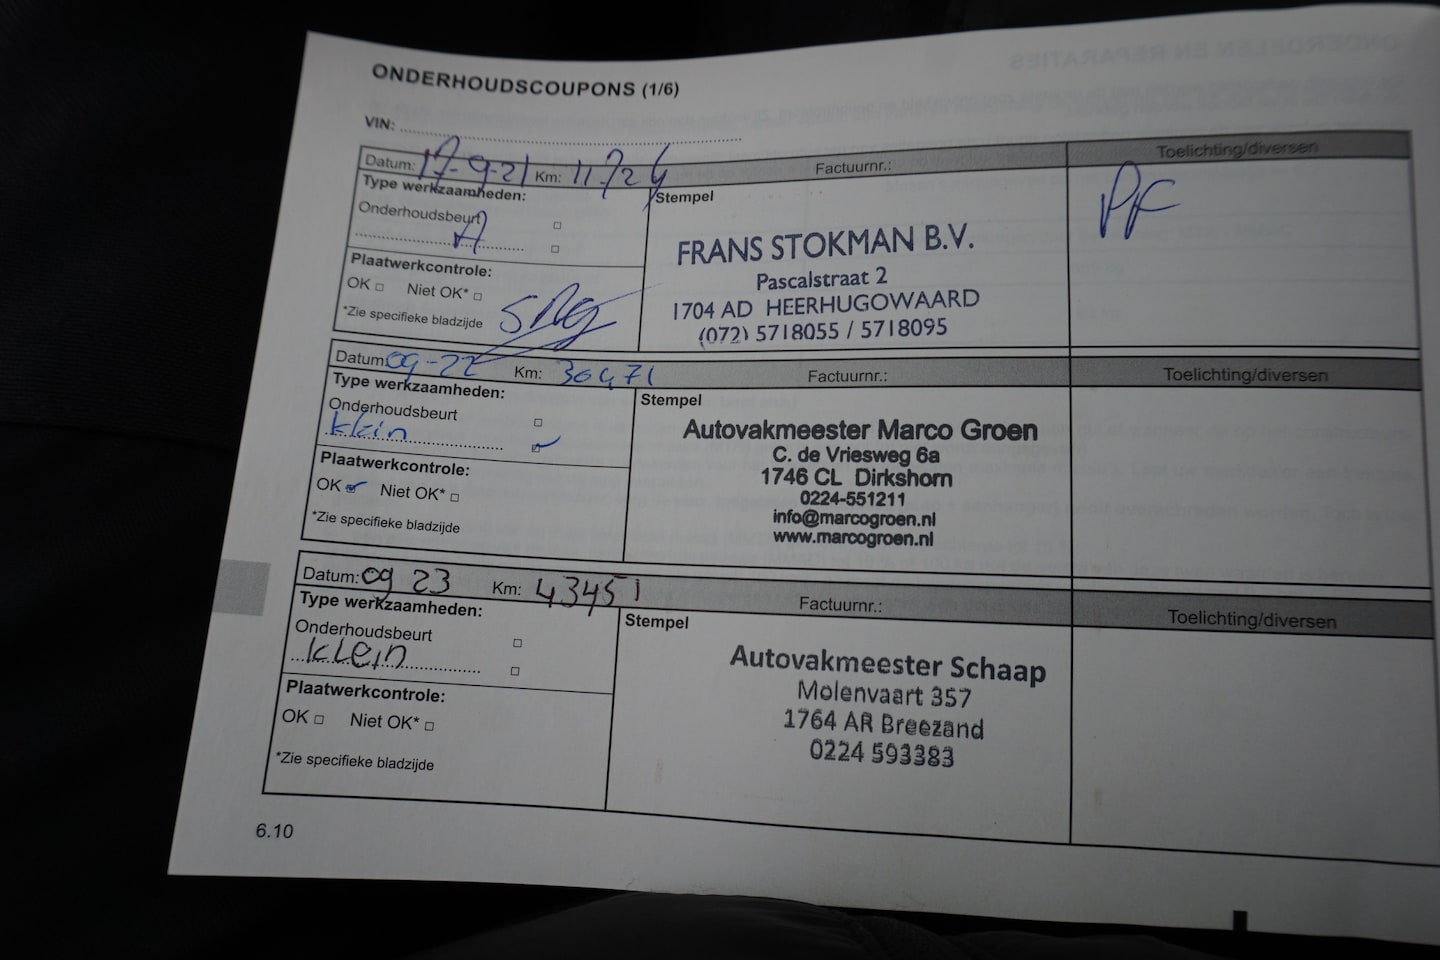 ONDERHOUDSCOUPONS (1/6)
VIN:
Datum: 17-9-21 Km: 11724 Factuurnr.: Toelichting/diversen
Type werkzaamheden:
Onderhoudsbeurt
A
Plaatwerkcontrole:
OK Niet OK*
*Zie specifieke bladzijde
Stempel
FRANS STOKMAN B.V.
Pascalstraat 2
1704 AD HEERHUGOWAARD
(072) 5718055 / 5718095
Datum: 09-22 Km: 30471 Factuurnr.: Toelichting/diversen
Type werkzaamheden:
Onderhoudsbeurt
klein
Plaatwerkcontrole:
OK Niet OK*
*Zie specifieke bladzijde
Stempel
Autovakmeester Marco Groen
C. de Vriesweg 6a
1746 CL Dirkshorn
0224-551211
info@marcogroen.nl
www.marcogroen.nl
Datum: 09 23 Km: 43451 Factuurnr.: Toelichting/diversen
Type werkzaamheden:
Onderhoudsbeurt
klein
Plaatwerkcontrole:
OK Niet OK*
*Zie specifieke bladzijde
Stempel
Autovakmeester Schaap
Molenvaart 357
1764 AR Breezand
0224 593383
6.10